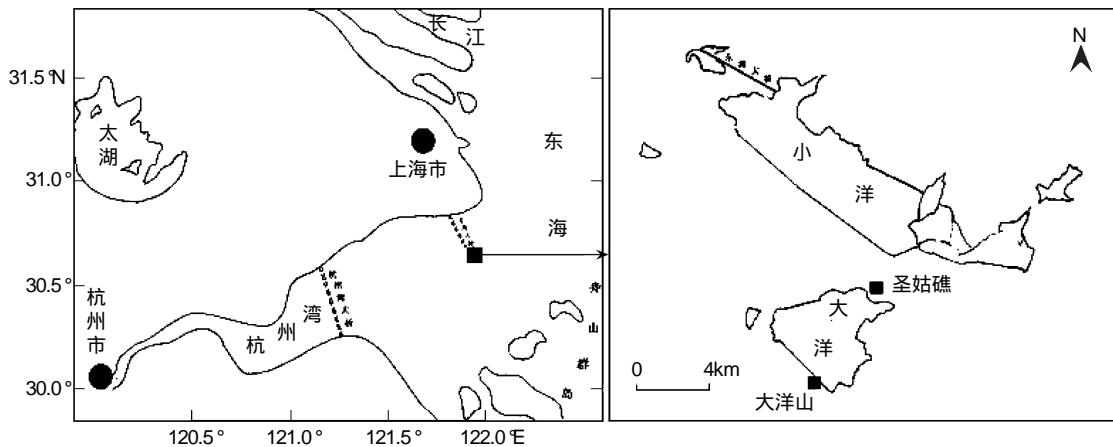 长
江
31.5°N
太
湖
东
上海市
31.0°
海
30.5°
杭州湾大桥
舟
山
群
岛
杭
州
市
杭
州
湾
30.0°
120.5°
121.0°
121.5°
122.0°E
N
东海大桥
小
洋
圣姑礁
大
洋
0
4km
大洋山